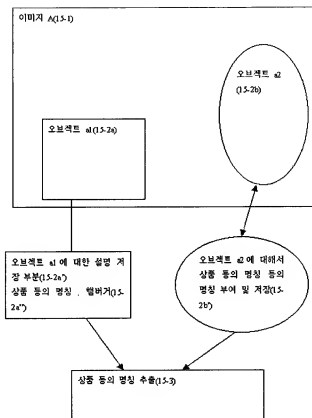 이미지 A(15-1)
오브젝트 a2
(15-2b)
오브젝트 a1(15-2a)
오브젝트 a1에 대한 설명 저
장 부분(15-2a')
상품 등의 명칭 . 햄버거(15-
2a'')
오브젝트 a2에 대해서
상품 등의 명칭 등의
명칭 부여 및 저장(15-
2b')
상품 등의 명칭 추출(15-3)